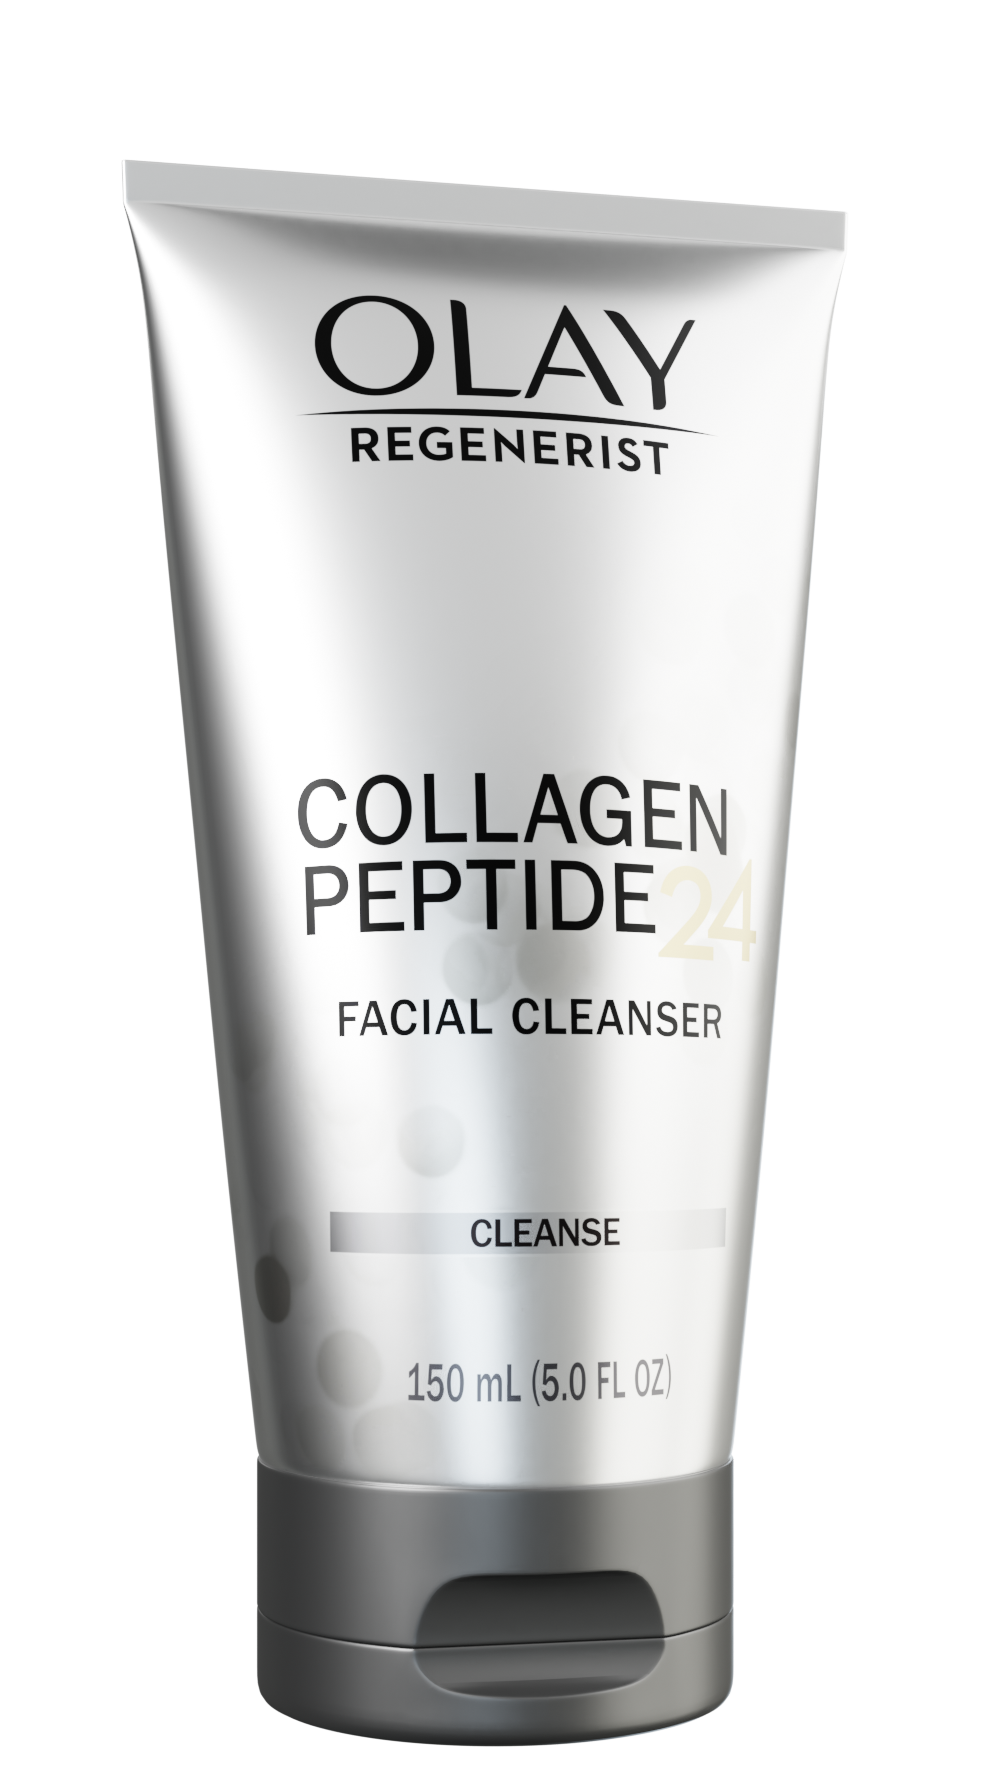 OLAY
REGENERIST
COLLAGEN
PEPTIDE24
FACIAL CLEANSER
CLEANSE
150 mL (5.0 FL OZ)